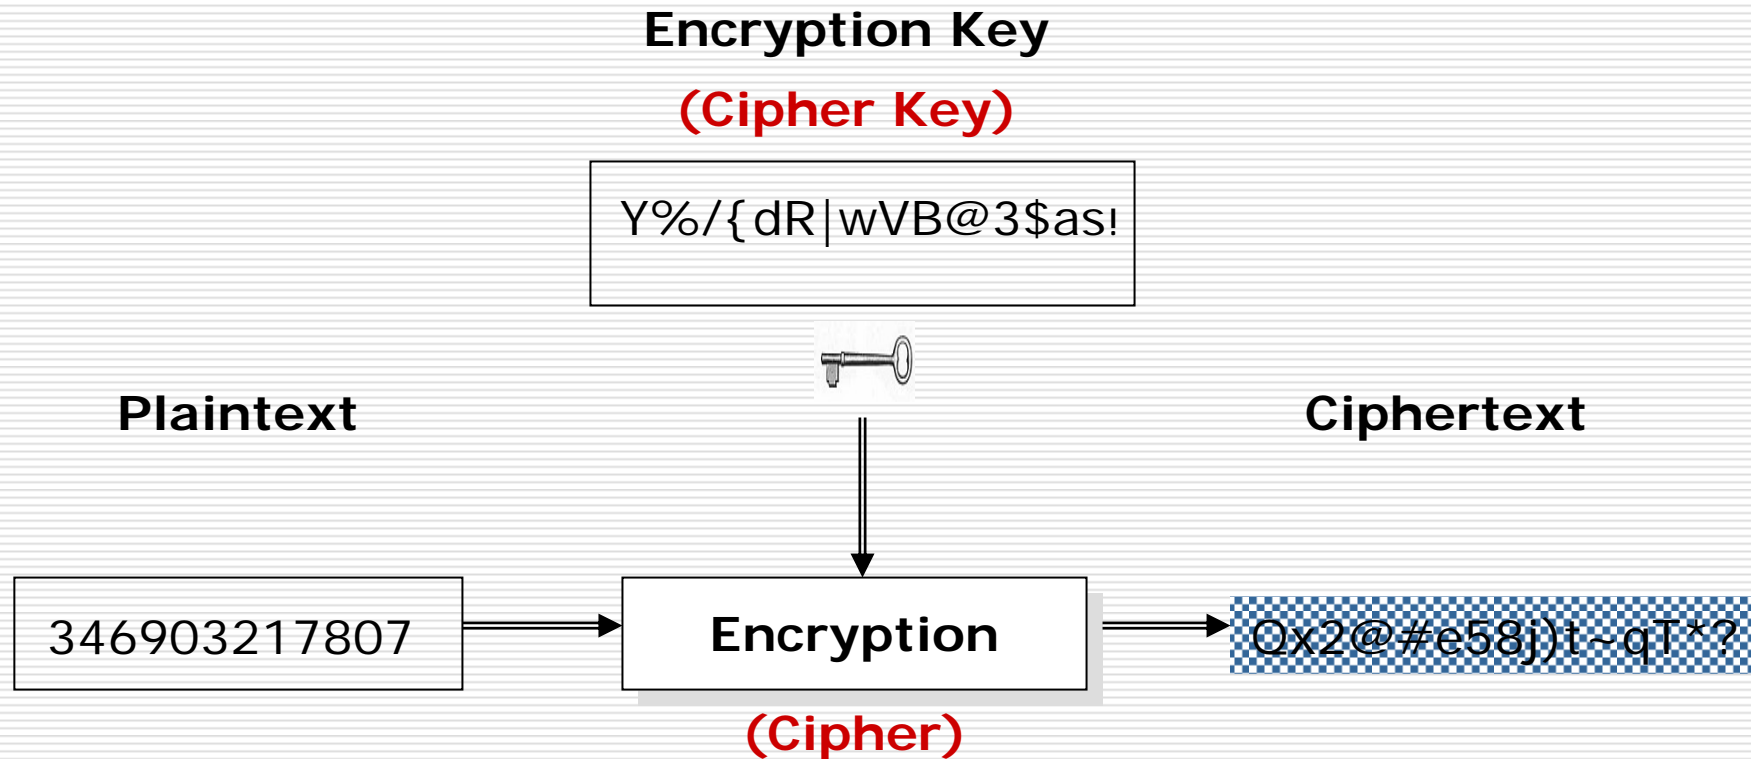 Encryption Key
(Cipher Key)
Y%/{dR|wVB@3$as!
Plaintext
Ciphertext
346903217807
Encryption
Qx2@#e58j)t~qT*?
(Cipher)